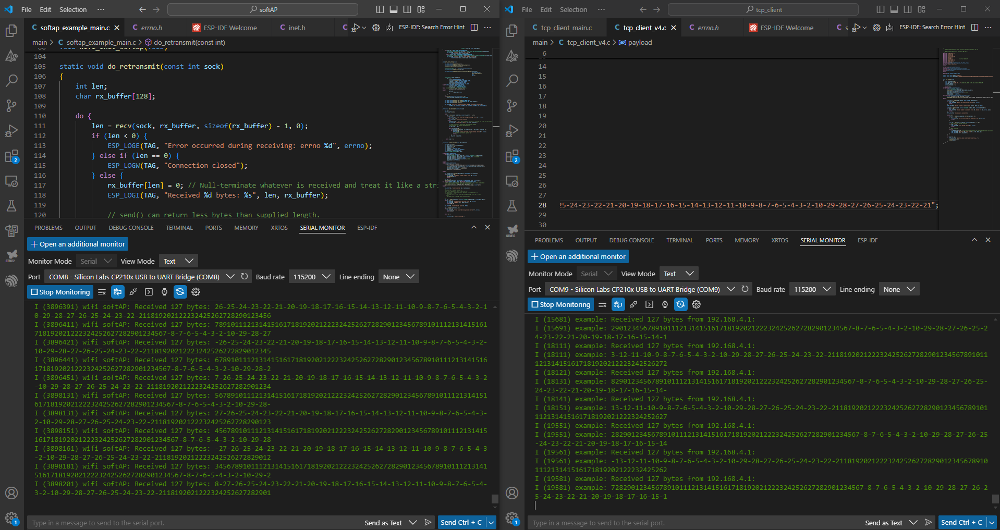 File Edit Selection ··· softAP
softap_example_main.c errno.h ESP-IDF Welcome inet.h ESP-IDF: Search Error Hint ···
main > softap_example_main.c > do_retransmit(const int)
104
105 static void do_retransmit(const int sock)
106 {
107 int len;
108 char rx_buffer[128];
109
110 do {
111 len = recv(sock, rx_buffer, sizeof(rx_buffer) - 1, 0);
112 if (len < 0) {
113 ESP_LOGE(TAG, "Error occurred during receiving: errno %d", errno);
114 } else if (len == 0) {
115 ESP_LOGW(TAG, "Connection closed");
116 } else {
117 rx_buffer[len] = 0; // Null-terminate whatever is received and treat it like a stri
118 ESP_LOGI(TAG, "Received %d bytes: %s", len, rx_buffer);
119
120 // send() can return less bytes than supplied length.
PROBLEMS OUTPUT DEBUG CONSOLE TERMINAL PORTS MEMORY XRTOS SERIAL MONITOR ESP-IDF
Open an additional monitor
Monitor Mode Serial View Mode Text
Port COM8 - Silicon Labs CP210x USB to UART Bridge (COM8) Baud rate 115200 Line ending None
Stop Monitoring
I (3896391) wifi softAP: Received 127 bytes: 26-25-24-23-22-21-20-19-18-17-16-15-14-13-12-11-10-9-8-7-6-5-4-3-2-1
0-29-28-27-26-25-24-23-22-2118192021222324252627282901234​56
I (3896411) wifi softAP: Received 127 bytes: 7891011121314151617181920212223242526272829012345678910111213141516​1
718192021222324252627282901234567-8-7-6-5-4-3-2-10-29-28-27
I (3896421) wifi softAP: Received 127 bytes: -26-25-24-23-22-21-20-19-18-17-16-15-14-13-12-11-10-9-8-7-6-5-4-3-2-
10-29-28-27-26-25-24-23-22-211819202122232425262728290​12345
I (3896441) wifi softAP: Received 127 bytes: 678910111213141516171819202122232425262728290123456789101112131415​16
1718192021222324252627282901234567-8-7-6-5-4-3-2-10-29-28-2
I (3896451) wifi softAP: Received 127 bytes: 7-26-25-24-23-22-21-20-19-18-17-16-15-14-13-12-11-10-9-8-7-6-5-4-3-2
-10-29-28-27-26-25-24-23-22-21181920212223242526272829​01234
I (3898131) wifi softAP: Received 127 bytes: 5678910111213141516171819202122232425262728290123456789101112131415​1
61718192021222324252627282901234567-8-7-6-5-4-3-2-10-29-28-
I (3898131) wifi softAP: Received 127 bytes: 27-26-25-24-23-22-21-20-19-18-17-16-15-14-13-12-11-10-9-8-7-6-5-4-3-
2-10-29-28-27-26-25-24-23-22-2118192021222324252627282​90123
I (3898151) wifi softAP: Received 127 bytes: 45678910111213141516171819202122232425262728290123456789101112131415
161718192021222324252627282901234567-8-7-6-5-4-3-2-10-29-28
I (3898161) wifi softAP: Received 127 bytes: -27-26-25-24-23-22-21-20-19-18-17-16-15-14-13-12-11-10-9-8-7-6-5-4-3
-2-10-29-28-27-26-25-24-23-22-211819202122232425262728​29012
I (3898181) wifi softAP: Received 127 bytes: 3456789101112131415161718192021222324252627282901234567891011121314​1
5161718192021222324252627282901234567-8-7-6-5-4-3-2-10-29-2
I (3898201) wifi softAP: Received 127 bytes: 8-27-26-25-24-23-22-21-20-19-18-17-16-15-14-13-12-11-10-9-8-7-6-5-4-
3-2-10-29-28-27-26-25-24-23-22-21181920212223242526272​82901
Type in a message to send to the serial port. Send as Text Send Ctrl + C
File Edit Selection ··· tcp_client
tcp_client_main.c tcp_client_v4.c errno.h ESP-IDF Welcome s ESP-IDF: Search Error Hint ···
main > tcp_client_v4.c > payload
6
14
15
16
17
18
19
20
21
22
23
24
25
26
27
28 25-24-23-22-21-20-19-18-17-16-15-14-13-12-11-10-9-8-7-6-5-4-3-2-10-29-28-27-26-25-24-23-22-21";
29
30
PROBLEMS OUTPUT DEBUG CONSOLE TERMINAL PORTS MEMORY XRTOS SERIAL MONITOR ESP-IDF
Open an additional monitor
Monitor Mode Serial View Mode Text
Port COM9 - Silicon Labs CP210x USB to UART Bridge (COM9) Baud rate 115200 Line ending None
Stop Monitoring
I (15681) example: Received 127 bytes from 192.168.4.1:
I (15691) example: 290123456789101112131415161718192021222324252627282901234567-8-7-6-5-4-3-2-10-29-28-27-26-25-2
4-23-22-21-20-19-18-17-16-15-14-1
I (18111) example: Received 127 bytes from 192.168.4.1:
I (18111) example: 3-12-11-10-9-8-7-6-5-4-3-2-10-29-28-27-26-25-24-23-22-21181920212223242526272829012345678910​11
1213141516171819202122232425​26272
I (18121) example: Received 127 bytes from 192.168.4.1:
I (18131) example: 8290123456789101112131415161718192021222324252627282901234567-8-7-6-5-4-3-2-10-29-28-27-26-25-
24-23-22-21-20-19-18-17-16-15-14-
I (18141) example: Received 127 bytes from 192.168.4.1:
I (18151) example: 13-12-11-10-9-8-7-6-5-4-3-2-10-29-28-27-26-25-24-23-22-2118192021222324252627282901234567891​01
112131415161718192021222324252627
I (19551) example: Received 127 bytes from 192.168.4.1:
I (19551) example: 28290123456789101112131415161718192021222324252627282901234567-8-7-6-5-4-3-2-10-29-28-27-26-25
-24-23-22-21-20-19-18-17-16-15-14
I (19561) example: Received 127 bytes from 192.168.4.1:
I (19561) example: -13-12-11-10-9-8-7-6-5-4-3-2-10-29-28-27-26-25-24-23-22-211819202122232425262728290123456789​10
11121314151617181920212223242​5262
I (19581) example: Received 127 bytes from 192.168.4.1:
I (19581) example: 728290123456789101112131415161718192021222324252627282901234567-8-7-6-5-4-3-2-10-29-28-27-26-2
5-24-23-22-21-20-19-18-17-16-15-1
Type in a message to send to the serial port. Send as Text Send Ctrl + C